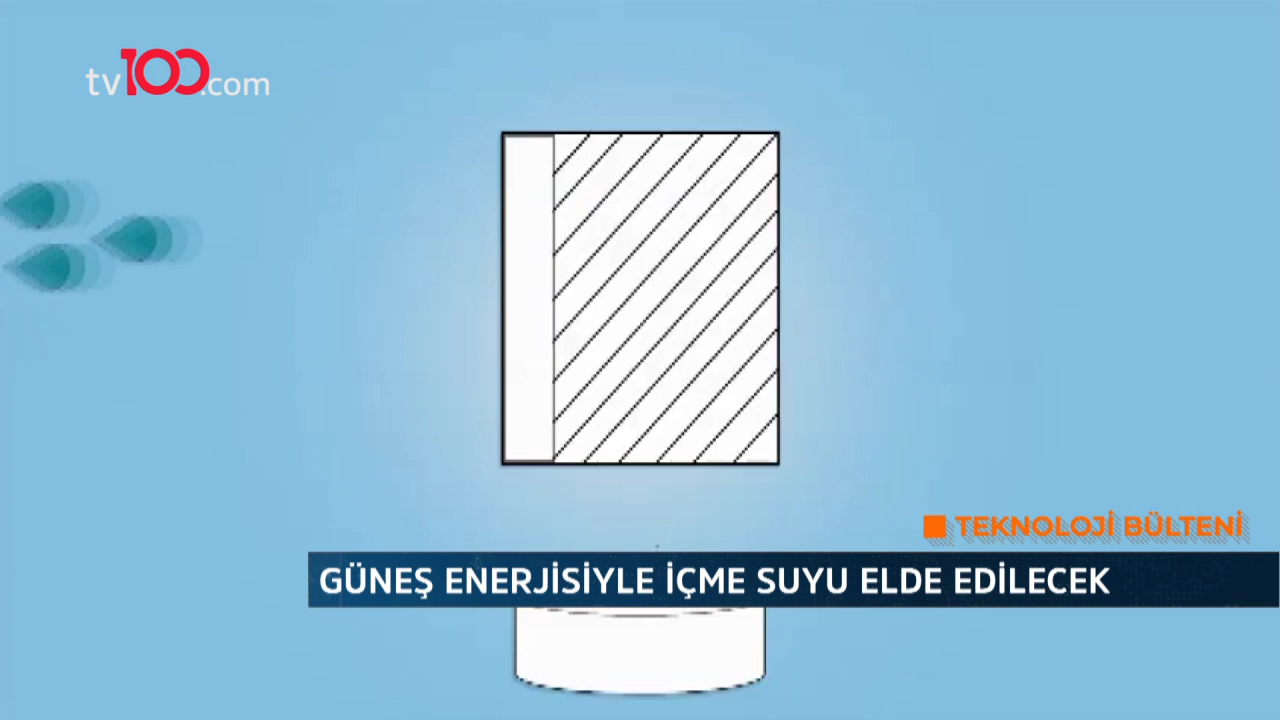 tv100.com
TEKNOLOJİ BÜLTENİ
GÜNEŞ ENERJİSİYLE İÇME SUYU ELDE EDİLECEK